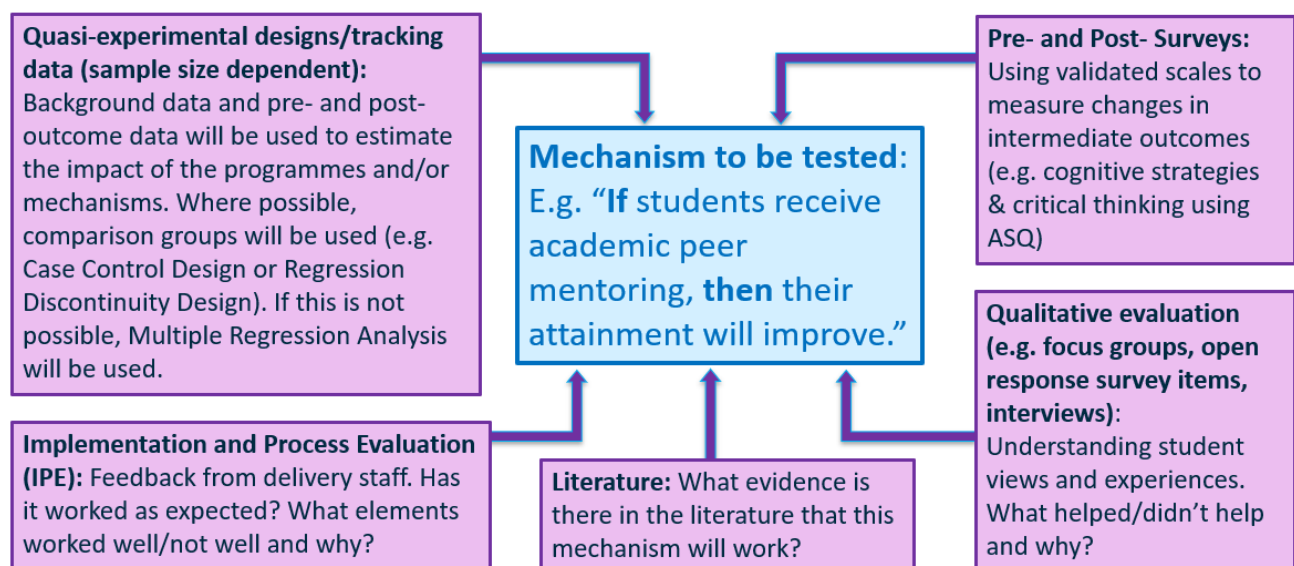 Quasi-experimental designs/tracking
data (sample size dependent):
Background data and pre- and post-
outcome data will be used to estimate
the impact of the programmes and/or
mechanisms. Where possible,
comparison groups will be used (e.g.
Case Control Design or Regression
Discontinuity Design). If this is not
possible, Multiple Regression Analysis
will be used.
Pre- and Post- Surveys:
Using validated scales to
measure changes in
intermediate outcomes
(e.g. cognitive strategies
& critical thinking using
ASQ)
Mechanism to be tested:
E.g. “If students receive
academic peer
mentoring, then their
attainment will improve.”
Implementation and Process Evaluation
(IPE): Feedback from delivery staff. Has
it worked as expected? What elements
worked well/not well and why?
Literature: What evidence is
there in the literature that this
mechanism will work?
Qualitative evaluation
(e.g. focus groups, open
response survey items,
interviews):
Understanding student
views and experiences.
What helped/didn’t help
and why?